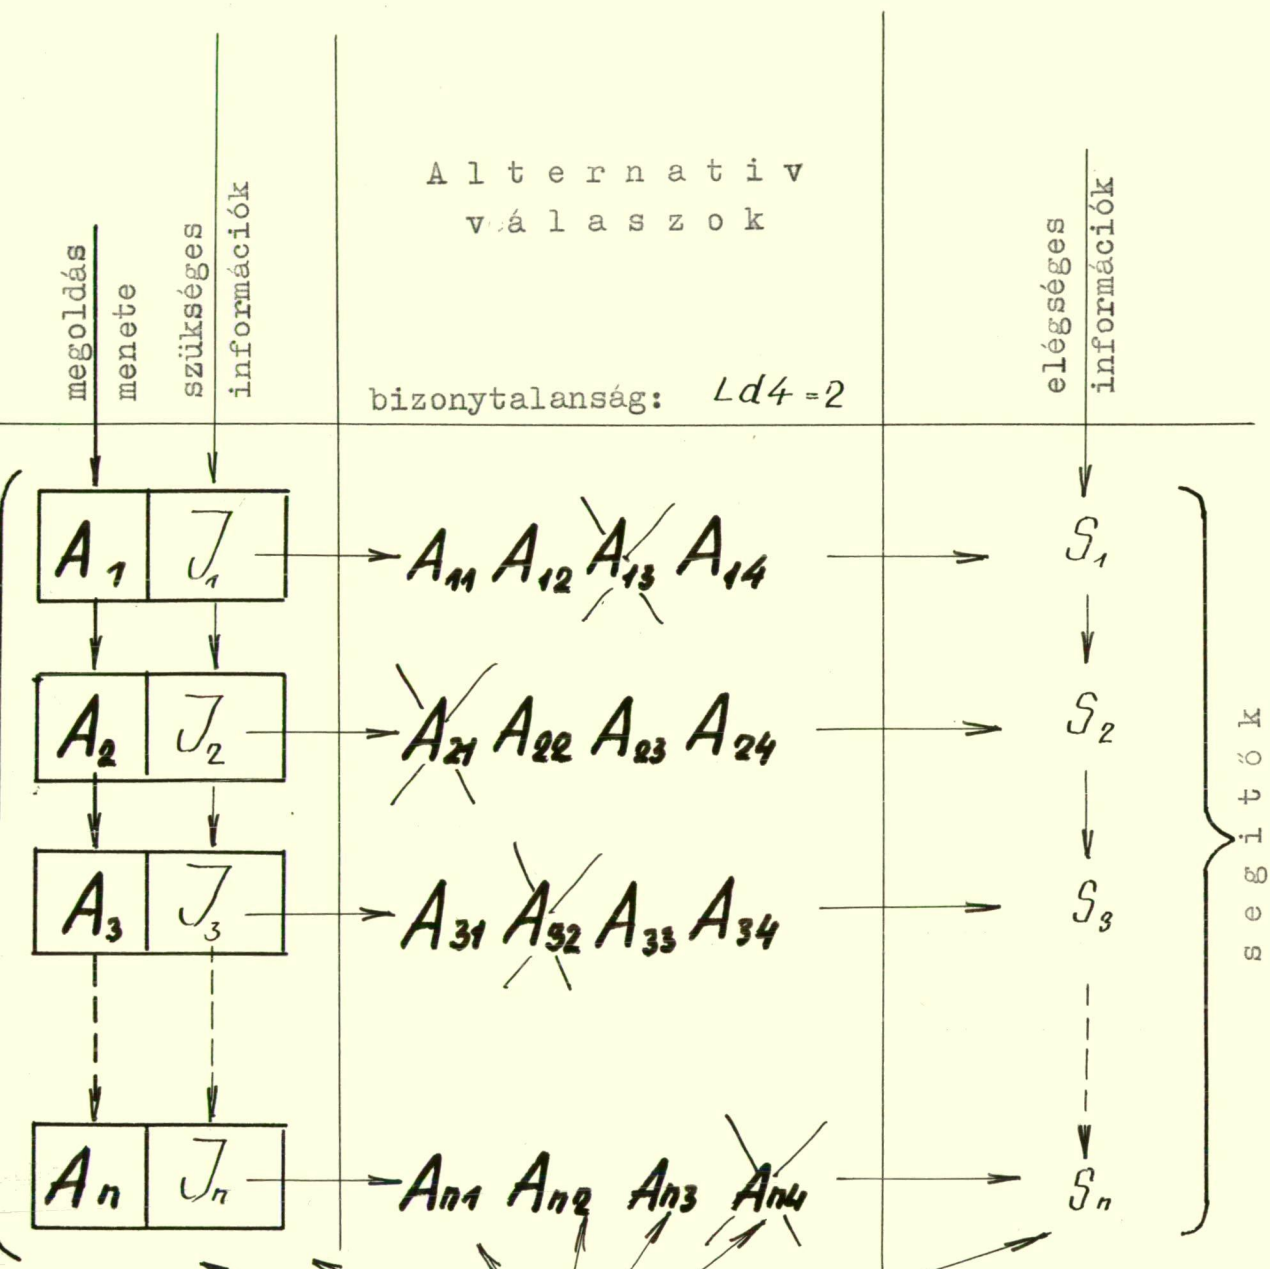 megoldás
menete
szükséges
információk
Alternativ
válaszok
bizonytalanság: Ld4=2
elégséges
információk
A1 J1 A11 A12 A13 A14 S1
A2 J2 A21 A22 A23 A24 S2
A3 J3 A31 A32 A33 A34 S3
An Jn An1 An2 An3 An4 Sn
segitők